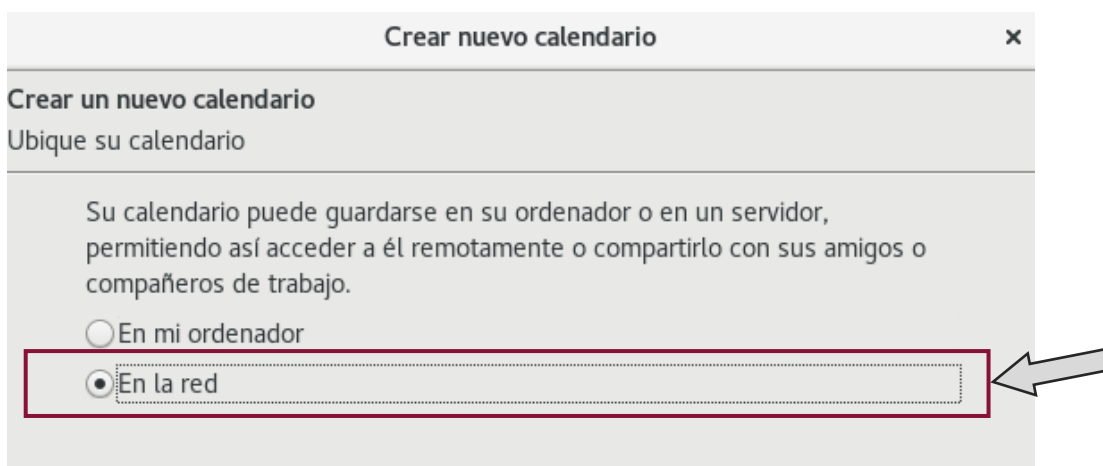 Crear nuevo calendario
Crear un nuevo calendario
Ubique su calendario
Su calendario puede guardarse en su ordenador o en un servidor,
permitiendo así acceder a él remotamente o compartirlo con sus amigos o
compañeros de trabajo.
En mi ordenador
En la red